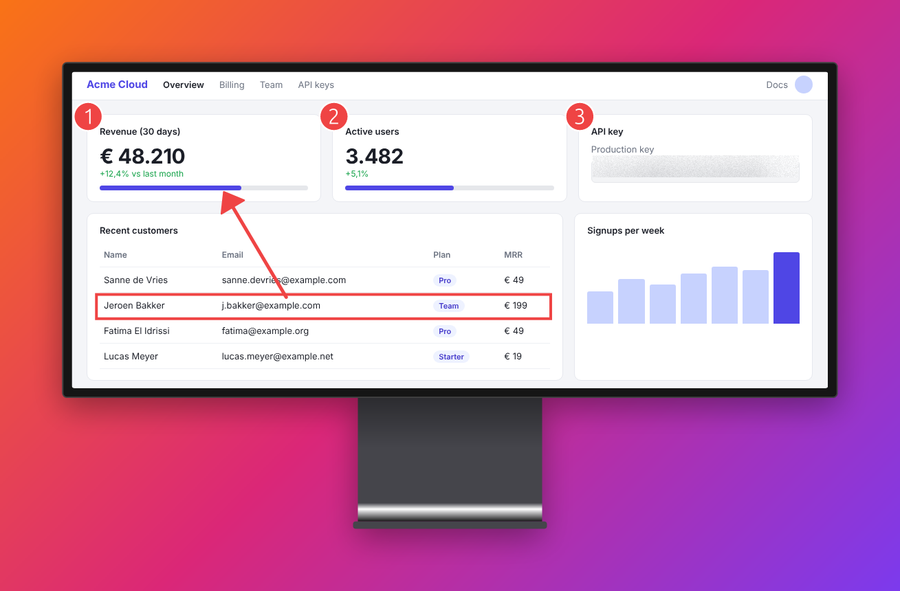 Acme Cloud Overview Billing Team API keys Docs
1 2 3
Revenue (30 days) Active users API key
€ 48.210 3.482 Production key
+12,4% vs last month +5,1%
Recent customers Signups per week
Name Email Plan MRR
Sanne de Vries sanne.devries@example.com Pro € 49
Jeroen Bakker j.bakker@example.com Team € 199
Fatima El Idrissi fatima@example.org Pro € 49
Lucas Meyer lucas.meyer@example.net Starter € 19